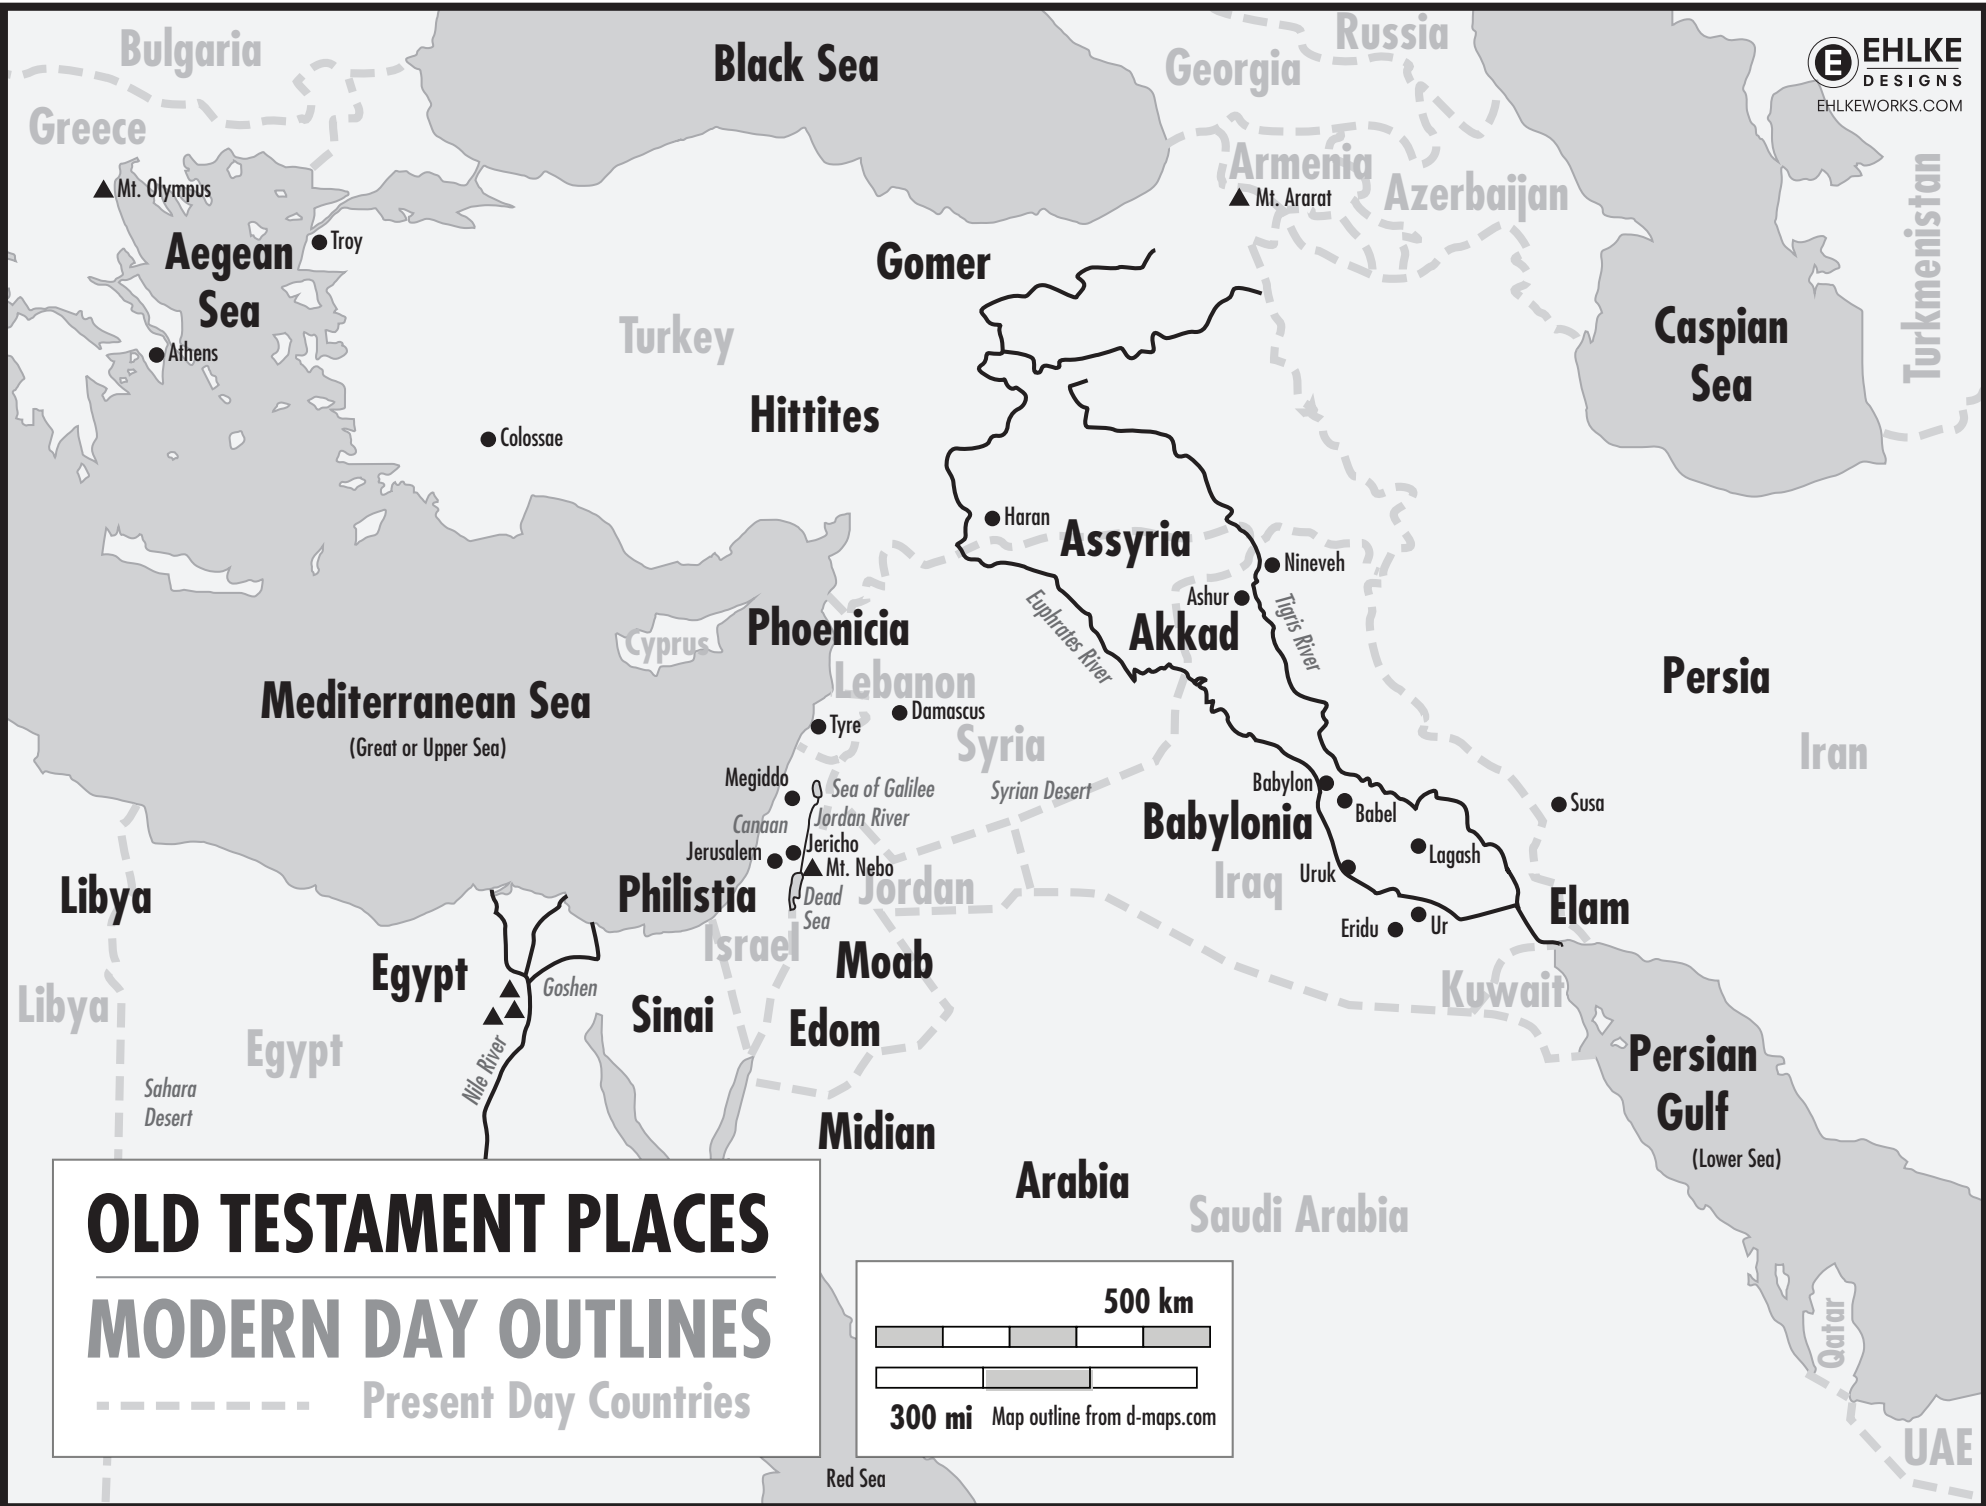 Bulgaria
Black Sea
Georgia
Russia
E EHLKE
DESIGNS
EHLKEWORKS.COM
Greece
Armenia
Azerbaijan
Turkmenistan
Mt. Olympus
Mt. Ararat
Aegean
Sea
Troy
Gomer
Athens
Turkey
Caspian
Sea
Hittites
Colossae
Haran
Assyria
Nineveh
Ashur
Akkad
Euphrates River
Tigris River
Cyprus
Phoenicia
Lebanon
Persia
Mediterranean Sea
(Great or Upper Sea)
Tyre
Damascus
Syria
Iran
Megiddo
Sea of Galilee
Syrian Desert
Babylon
Babel
Susa
Canaan
Jordan River
Babylonia
Jerusalem
Jericho
Lagash
Mt. Nebo
Uruk
Iraq
Libya
Philistia
Dead
Sea
Jordan
Elam
Eridu
Ur
Israel
Egypt
Goshen
Moab
Kuwait
Libya
Sinai
Edom
Egypt
Nile River
Persian
Gulf
(Lower Sea)
Sahara
Desert
Midian
Arabia
Saudi Arabia
OLD TESTAMENT PLACES
MODERN DAY OUTLINES
Present Day Countries
500 km
300 mi
Map outline from d-maps.com
Qatar
UAE
Red Sea